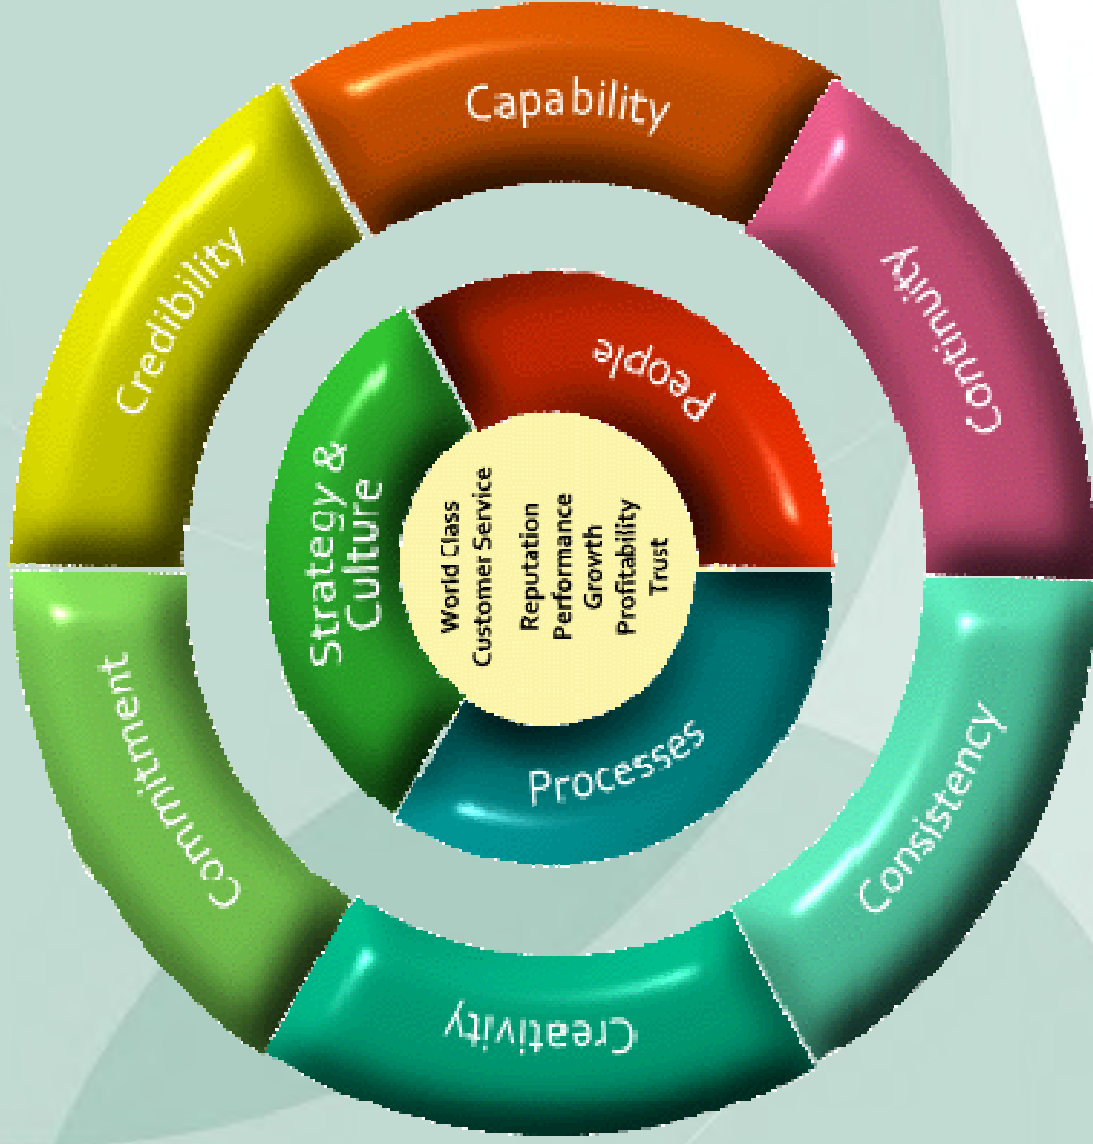 Capability
Continuity
Consistency
Creativity
Commitment
Credibility
People
Processes
Strategy &
Culture
World Class
Customer Service
Reputation
Performance
Growth
Profitability
Trust